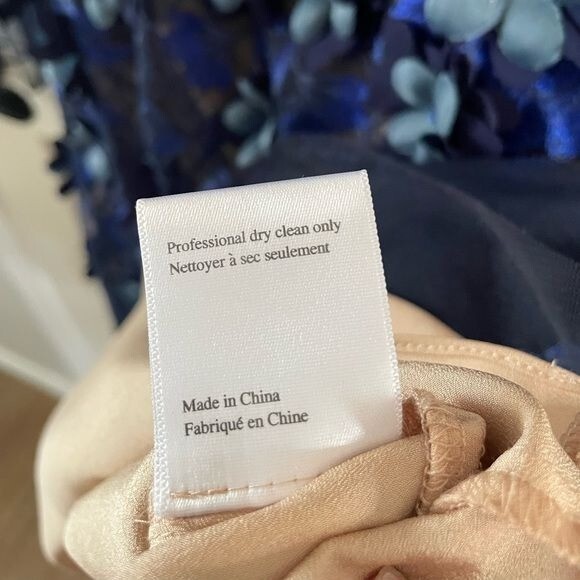 Professional dry clean only
Nettoyer à sec seulement
Made in China
Fabriqué en Chine